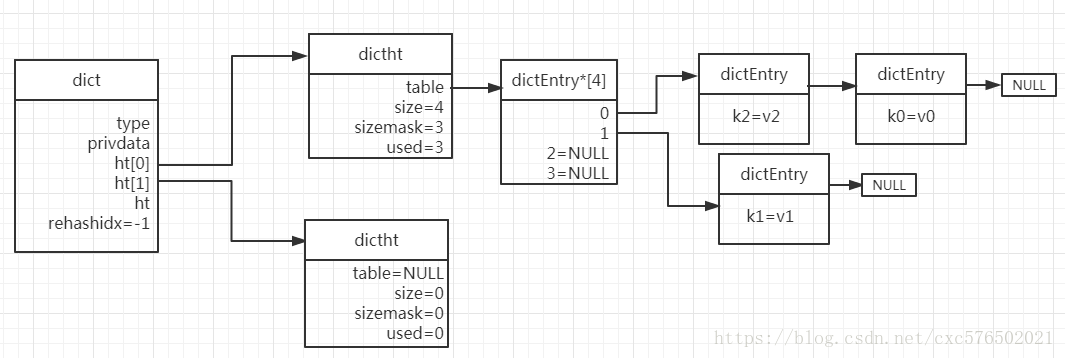 dict
type
privdata
ht[0]
ht[1]
ht
rehashidx=-1
dictht
table
size=4
sizemask=3
used=3
dictht
table=NULL
size=0
sizemask=0
used=0
dictEntry*[4]
0
1
2=NULL
3=NULL
dictEntry
k2=v2
dictEntry
k0=v0
NULL
dictEntry
k1=v1
NULL
https://blog.csdn.net/cxc576502021